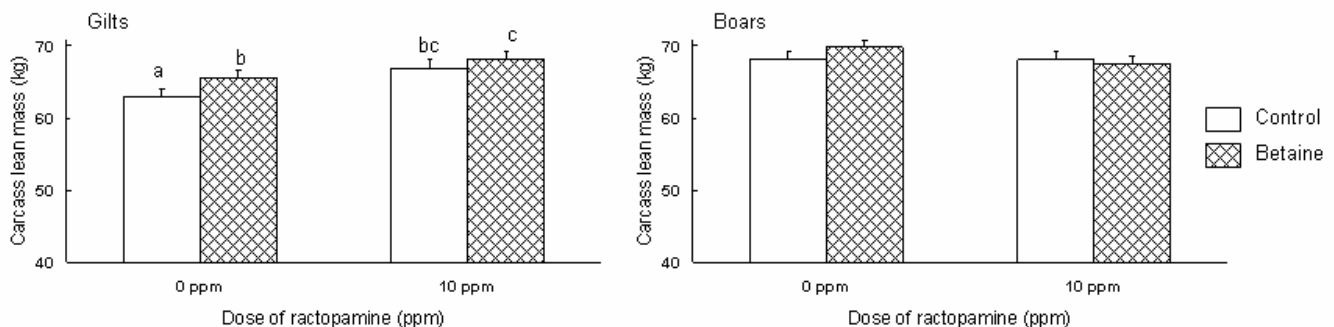 Gilts
Carcass lean mass (kg)
70
60
50
40
a
b
bc
c
0 ppm
10 ppm
Dose of ractopamine (ppm)
Boars
Carcass lean mass (kg)
70
60
50
40
0 ppm
10 ppm
Dose of ractopamine (ppm)
Control
Betaine